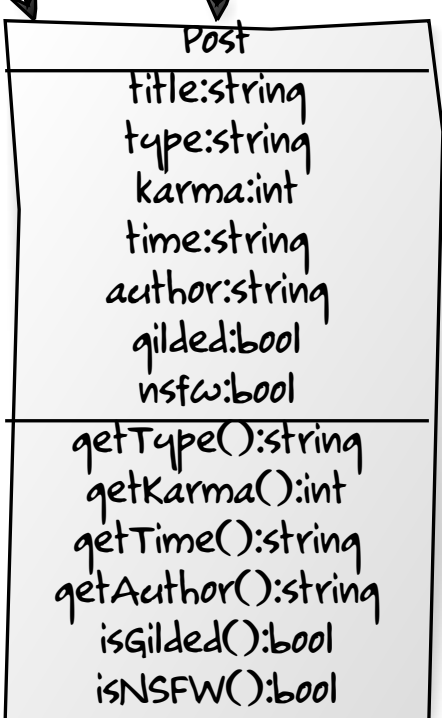 Post
title:string
type:string
karma:int
time:string
author:string
gilded:bool
nsfw:bool
getType():string
getKarma():int
getTime():string
getAuthor():string
isGilded():bool
isNSFW():bool